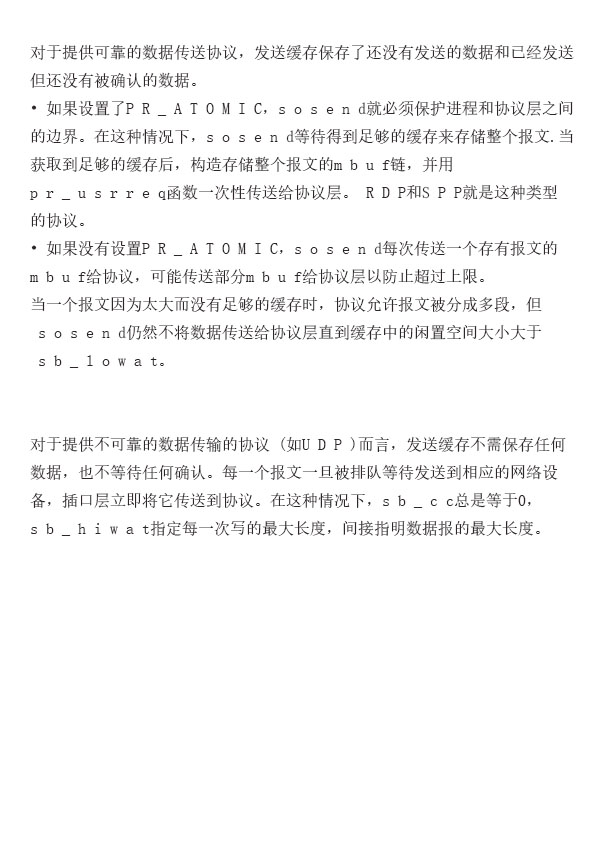 对于提供可靠的数据传送协议，发送缓存保存了还没有发送的数据和已经发送
但还没有被确认的数据。
• 如果设置了P R _ A T O M I C，s o s e n d就必须保护进程和协议层之间
的边界。在这种情况下，s o s e n d等待得到足够的缓存来存储整个报文.当
获取到足够的缓存后，构造存储整个报文的m b u f链，并用
p r _ u s r r e q函数一次性传送给协议层。 R D P和S P P就是这种类型
的协议。
• 如果没有设置P R _ A T O M I C，s o s e n d每次传送一个存有报文的
m b u f给协议，可能传送部分m b u f给协议层以防止超过上限。
当一个报文因为太大而没有足够的缓存时，协议允许报文被分成多段，但
s o s e n d仍然不将数据传送给协议层直到缓存中的闲置空间大小大于
s b _ l o w a t。
对于提供不可靠的数据传输的协议 (如U D P )而言，发送缓存不需保存任何
数据，也不等待任何确认。每一个报文一旦被排队等待发送到相应的网络设
备，插口层立即将它传送到协议。在这种情况下，s b _ c c总是等于0，
s b _ h i w a t指定每一次写的最大长度，间接指明数据报的最大长度。